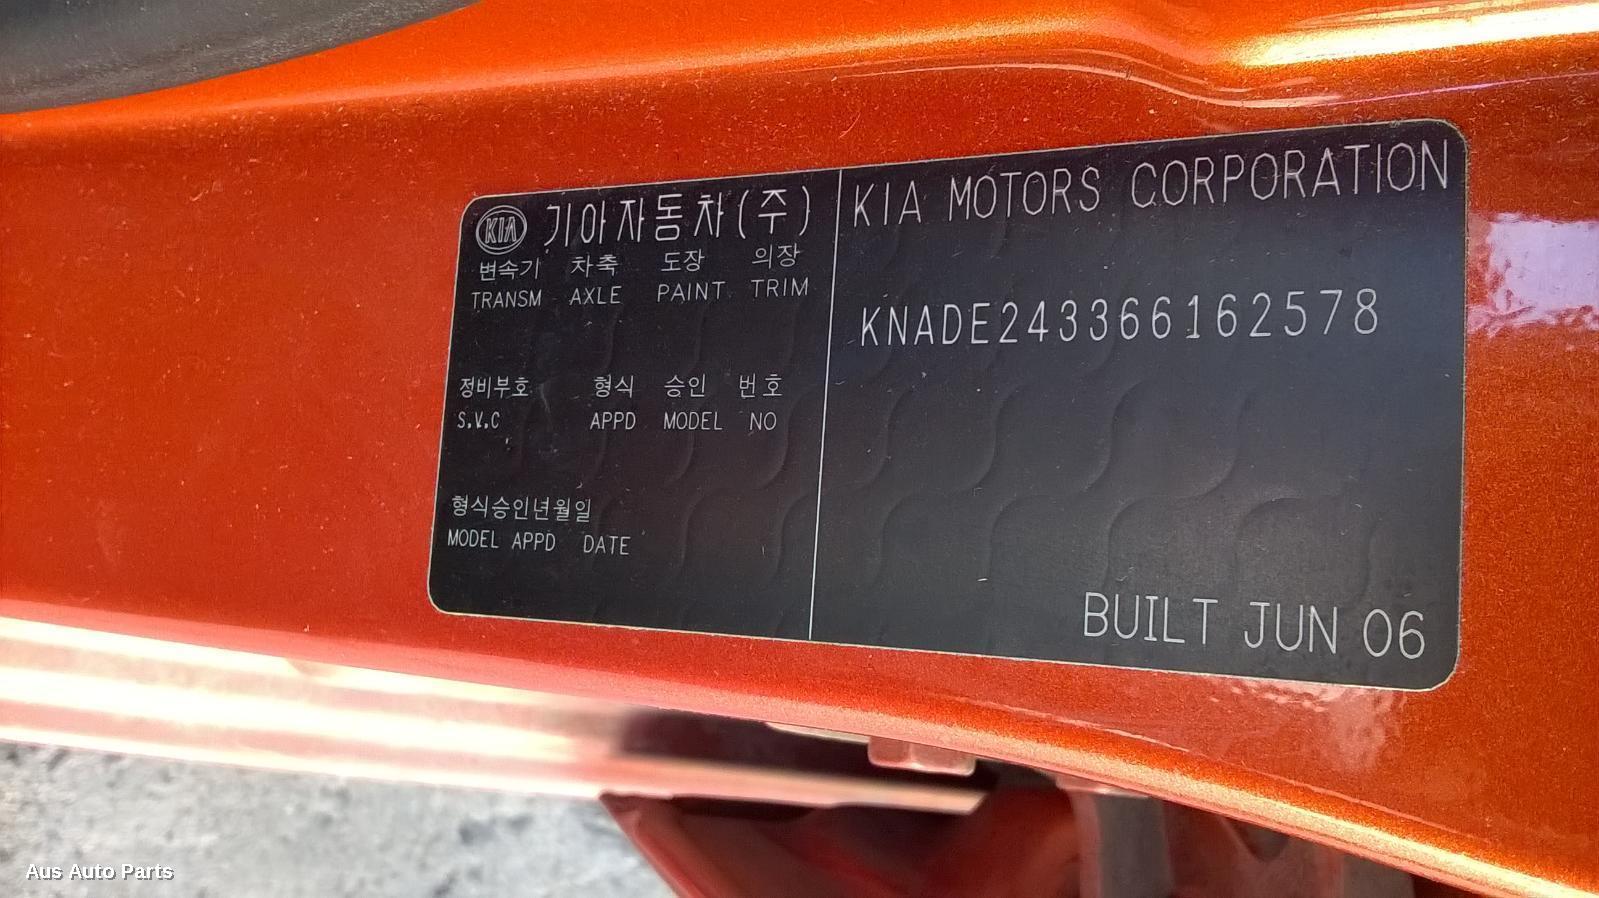 KIA 기아자동차(주)
변속기 차축 도장 의장
TRANSM AXLE PAINT TRIM
정비부호 형식 승인 번호
S.V.C APPD MODEL NO
형식승인년월일
MODEL APPD DATE
KIA MOTORS CORPORATION
KNADE243366162578
BUILT JUN 06
Aus Auto Parts